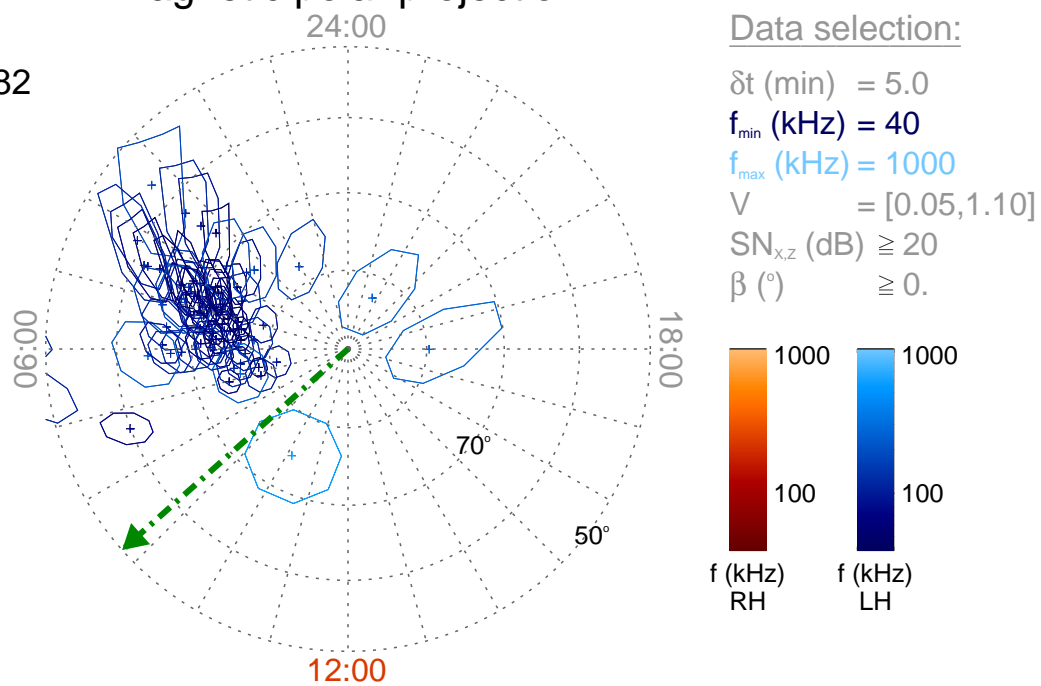 24:00
06:00
18:00
12:00
70°
50°
Data selection:
δt (min) = 5.0
fmin (kHz) = 40
fmax (kHz) = 1000
V = [0.05,1.10]
SNX,Z (dB) ≧ 20
β (°) ≧ 0.
1000
100
f (kHz)
RH
1000
100
f (kHz)
LH